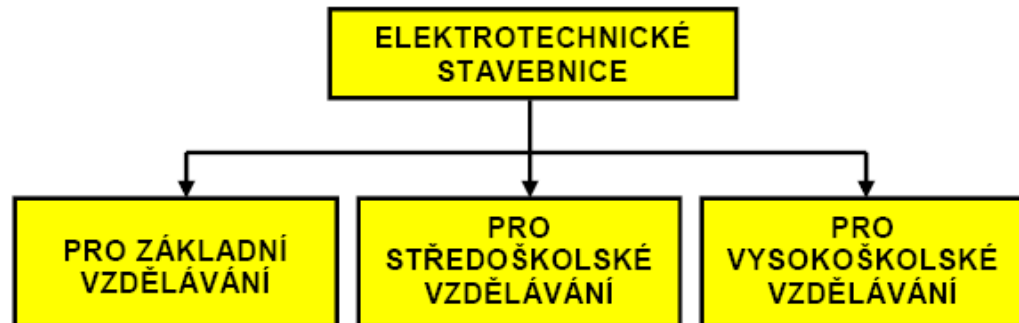 ELEKTROTECHNICKÉ
STAVEBNICE
PRO ZÁKLADNÍ
VZDĚLÁVÁNÍ
PRO
STŘEDOŠKOLSKÉ
VZDĚLÁVÁNÍ
PRO
VYSOKOŠKOLSKÉ
VZDĚLÁVÁNÍ